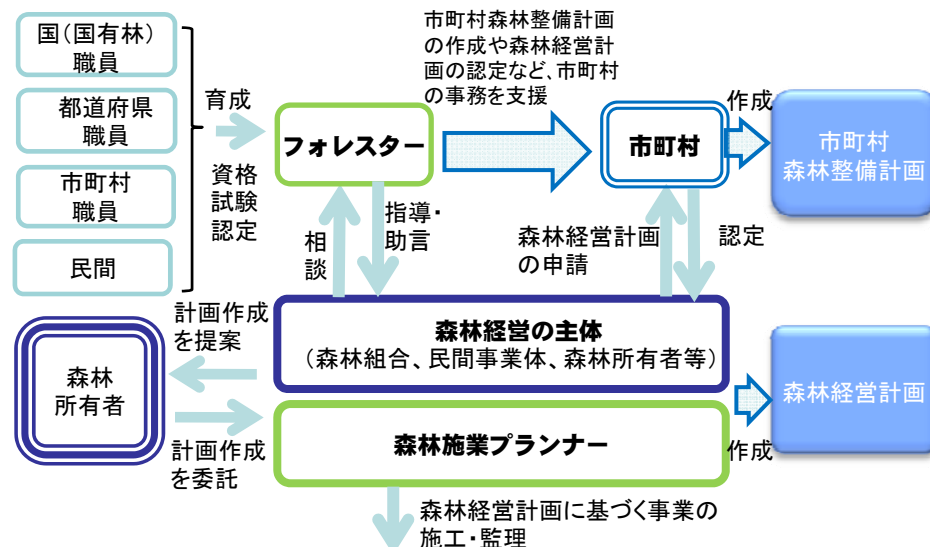 国(国有林)
職員
都道府県
職員
市町村
職員
民間
育成
資格
試験
認定
フォレスター
市町村森林整備計画
の作成や森林経営計
画の認定など、市町村
の事務を支援
市町村
作成
市町村
森林整備計画
相
談
指導・
助言
森林経営計画
の申請
認定
計画作成
を提案
森林
所有者
計画作成
を委託
森林経営の主体
(森林組合、民間事業体、森林所有者等)
森林施業プランナー
作成
森林経営計画
森林経営計画に基づく事業の
施工・監理